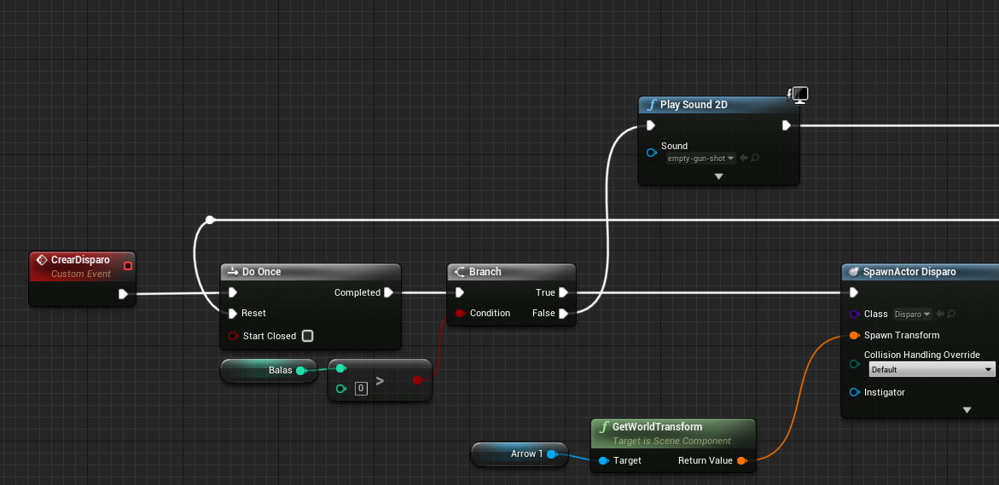 Play Sound 2D
Sound
empty-gun-shot
CrearDisparo
Custom Event
Do Once
Completed
Reset
Start Closed
Branch
True
Condition
False
SpawnActor Disparo
Class
Disparo
Spawn Transform
Collision Handling Override
Default
Instigator
Balas
0
>
GetWorldTransform
Target is Scene Component
Arrow 1
Target
Return Value